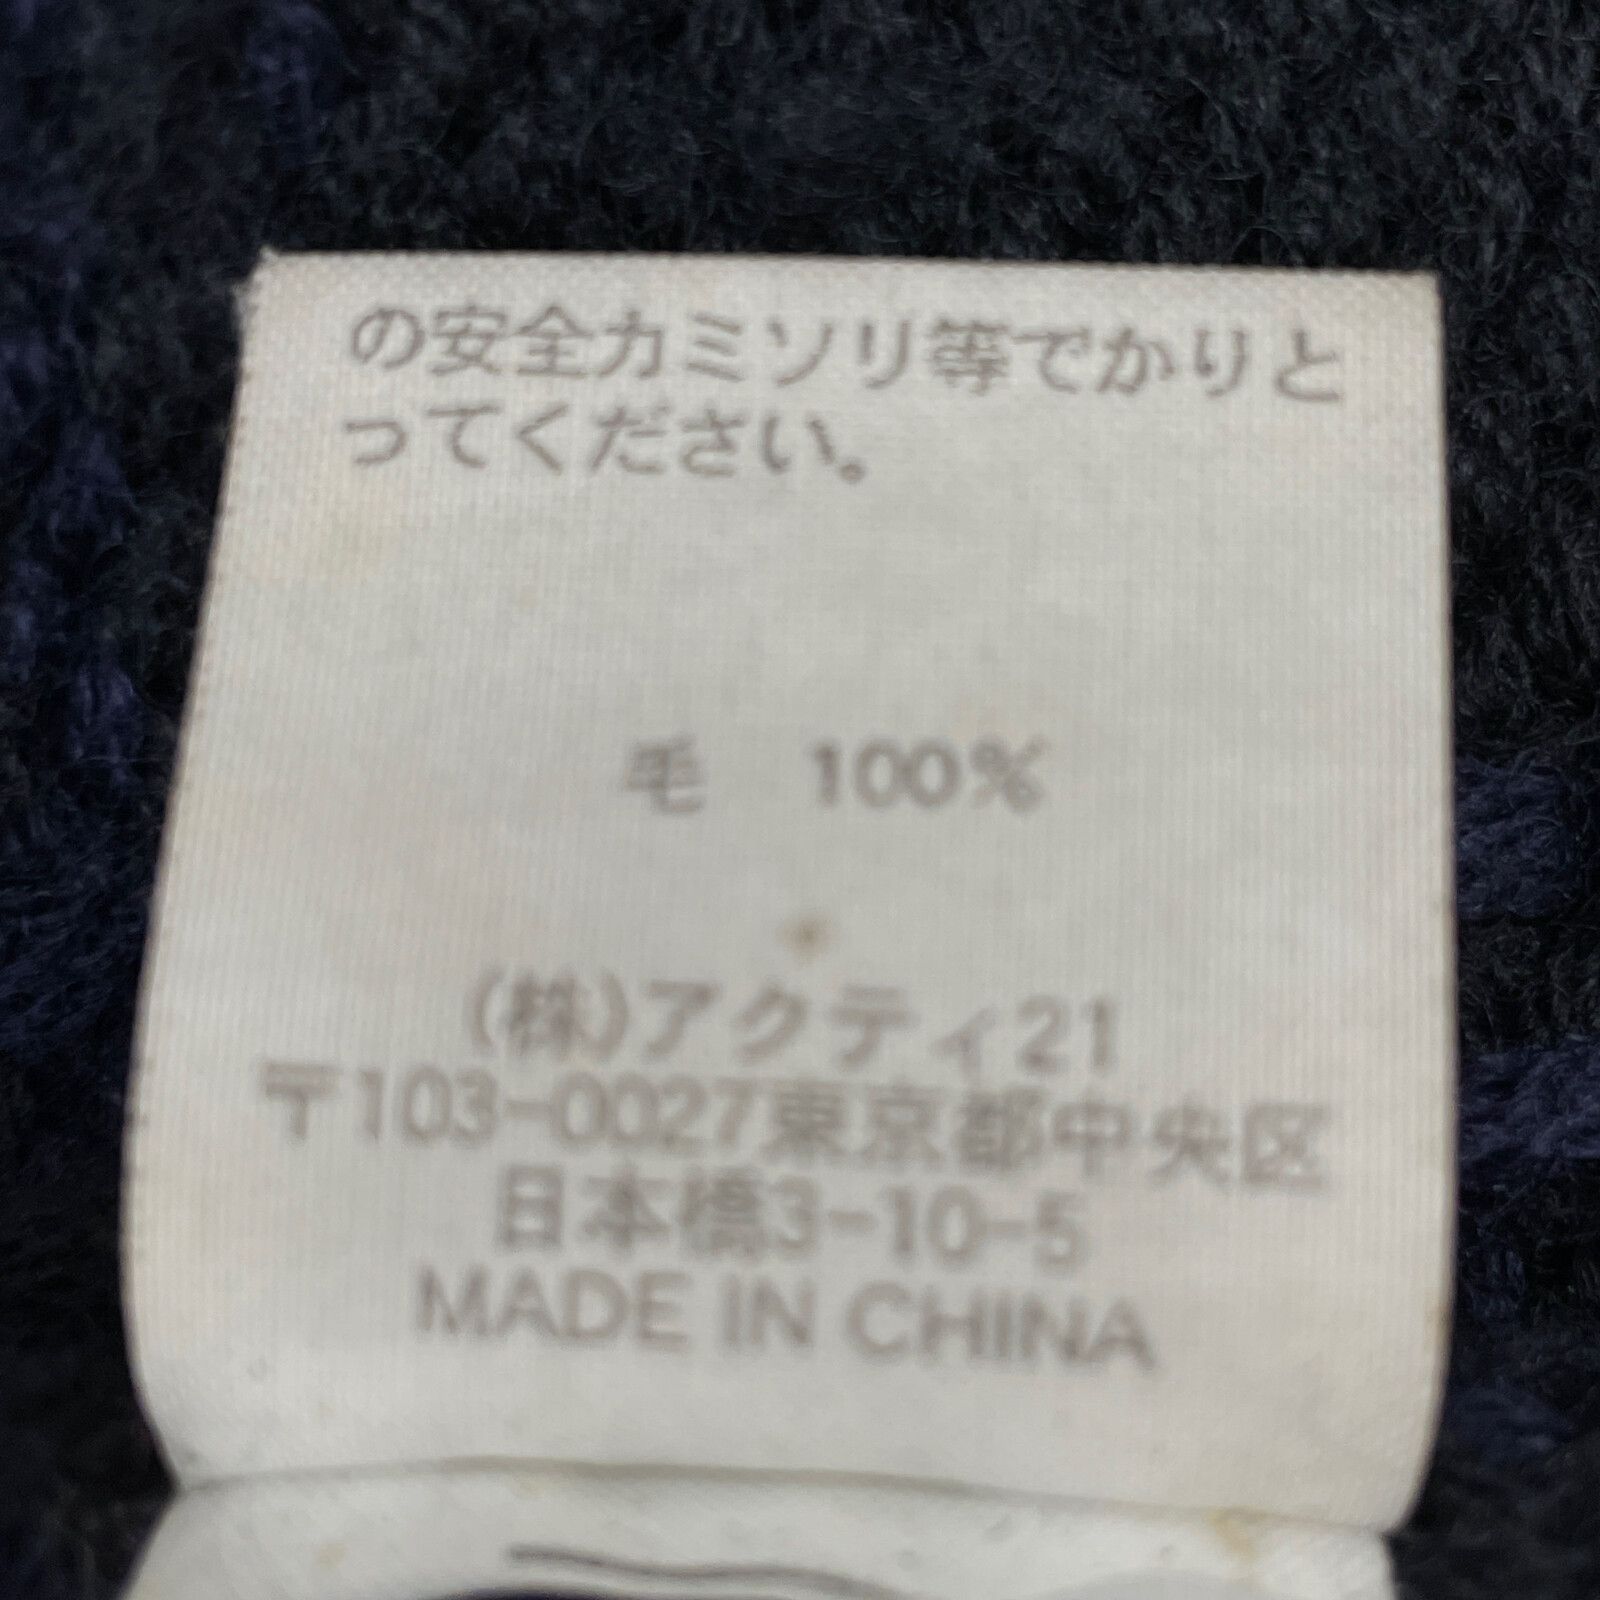 の安全カミソリ等でかりと
ってください。
毛 100%
(株)アクティ21
〒103-0027東京都中央区
日本橋3-10-5
MADE IN CHINA